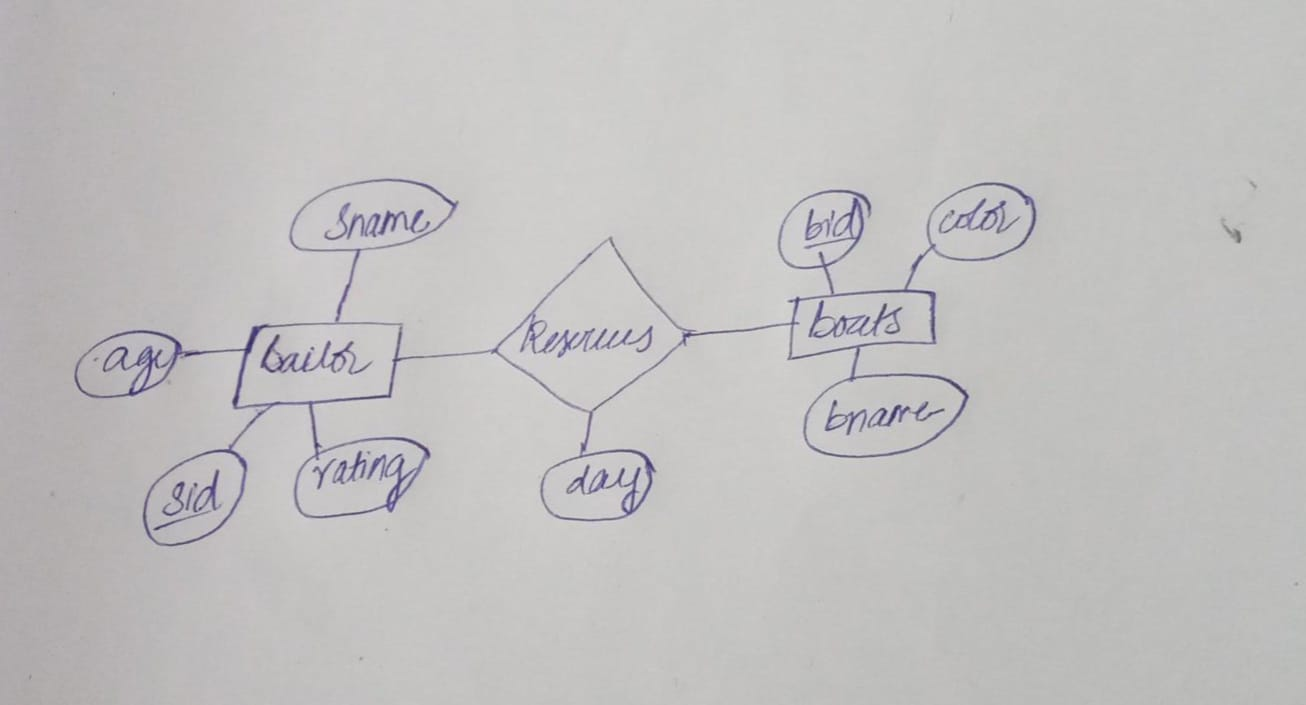 sname
bid
color
age
sailor
Reserves
boats
sid
rating
day
bname